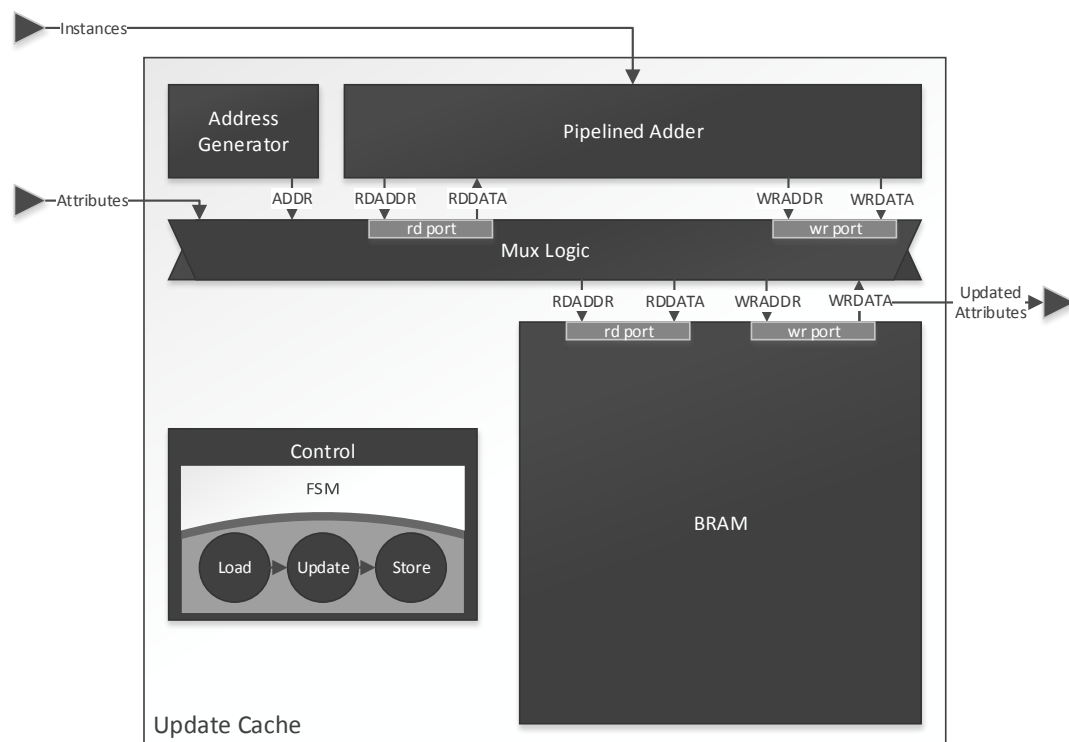 Instances
Address
Generator
Pipelined Adder
Attributes
ADDR
RDADDR
RDDATA
WRADDR
WRDATA
rd port
wr port
Mux Logic
RDADDR
RDDATA
WRADDR
WRDATA
Updated
Attributes
rd port
wr port
Control
FSM
Load
Update
Store
BRAM
Update Cache